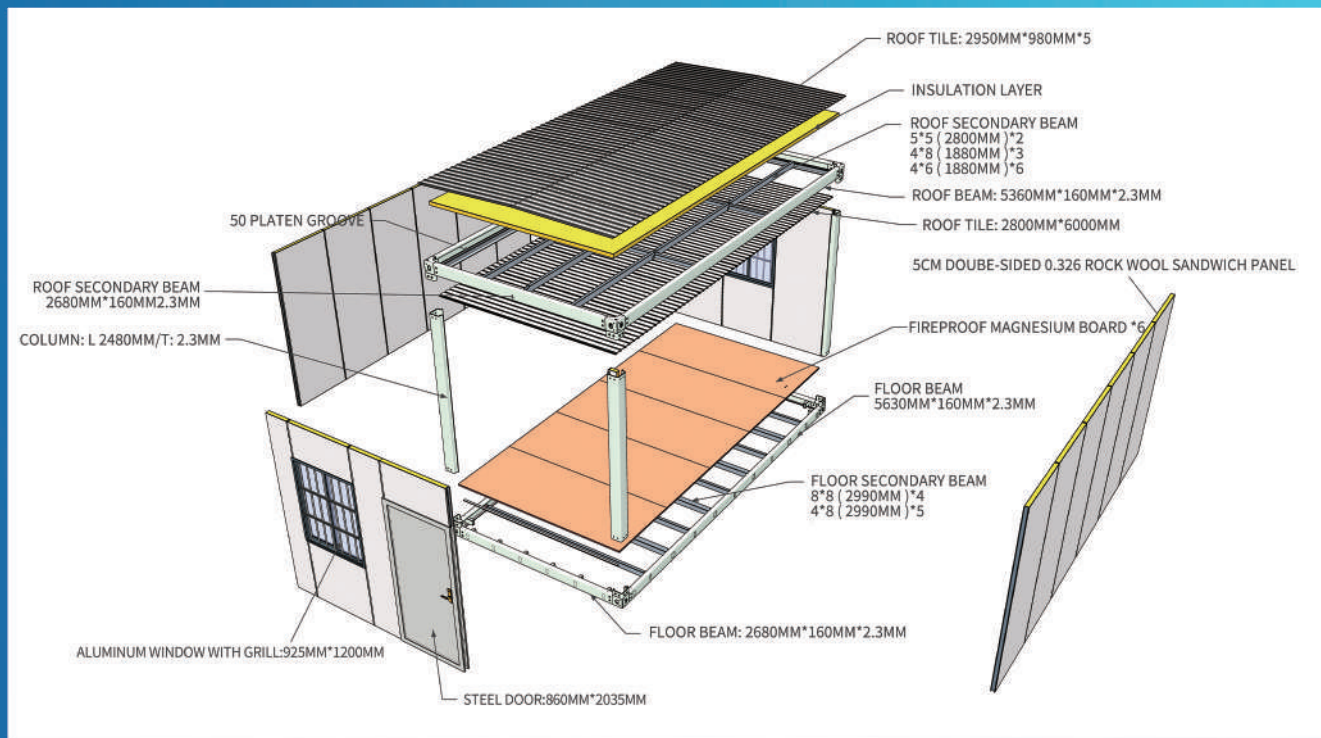 ROOF TILE: 2950MM*980MM*5
INSULATION LAYER
ROOF SECONDARY BEAM
5*5 ( 2800MM )*2
4*8 ( 1880MM )*3
4*6 ( 1880MM )*6
ROOF BEAM: 5360MM*160MM*2.3MM
ROOF TILE: 2800MM*6000MM
50 PLATEN GROOVE
5CM DOUBE-SIDED 0.326 ROCK WOOL SANDWICH PANEL
ROOF SECONDARY BEAM
2680MM*160MM2.3MM
COLUMN: L 2480MM/T: 2.3MM
FIREPROOF MAGNESIUM BOARD *6
FLOOR BEAM
5630MM*160MM*2.3MM
FLOOR SECONDARY BEAM
8*8 ( 2990MM )*4
4*8 ( 2990MM )*5
FLOOR BEAM: 2680MM*160MM*2.3MM
ALUMINUM WINDOW WITH GRILL:925MM*1200MM
STEEL DOOR:860MM*2035MM